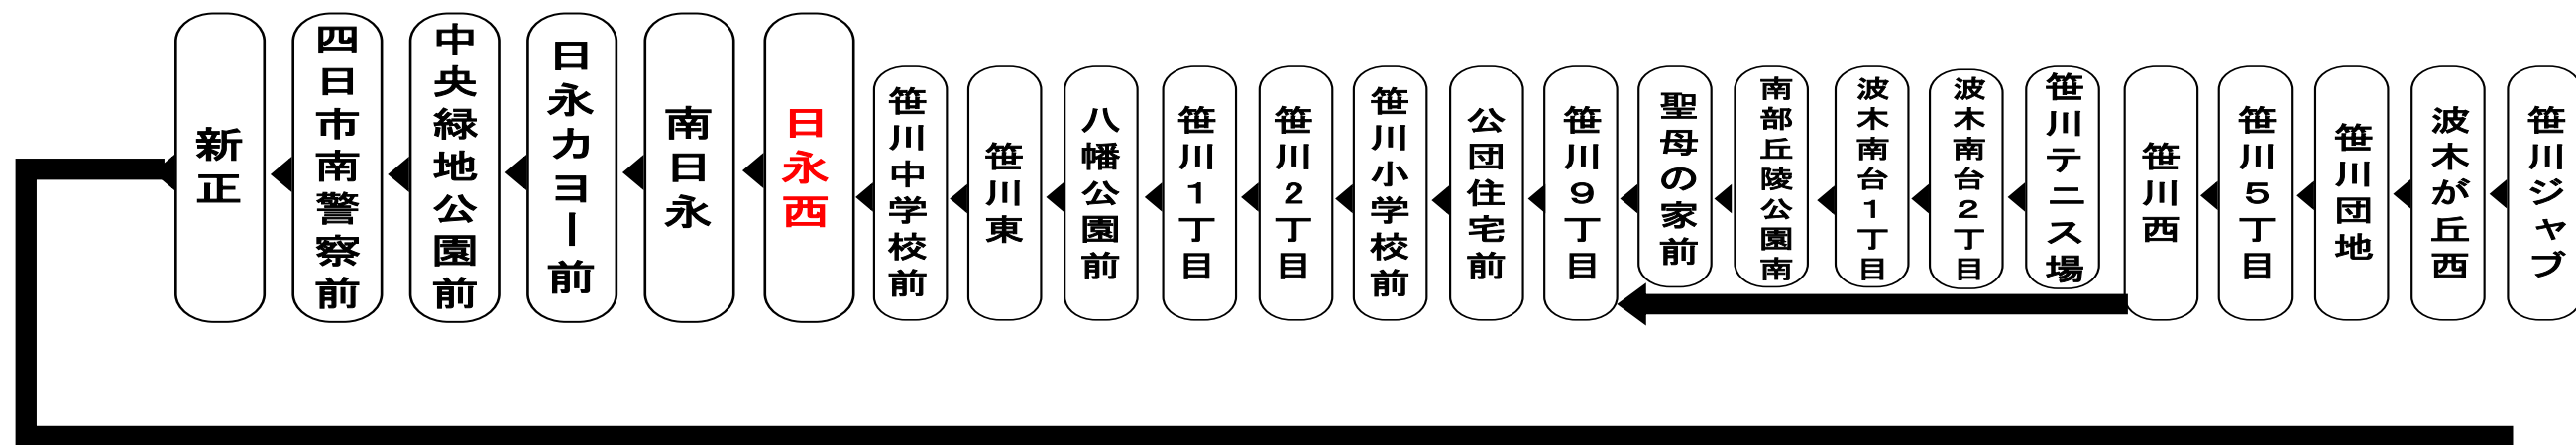 新正
四日市南警察前
中央緑地公園前
日永カヨー前
南日永
日永西
笹川中学校前
笹川東
八幡公園前
笹川1丁目
笹川2丁目
笹川小学校前
公団住宅前
笹川9丁目
聖母の家前
南部丘陵公園南
波木南台1丁目
波木南台2丁目
笹川テニス場
笹川西
笹川5丁目
笹川団地
波木が丘西
笹川ジャブ